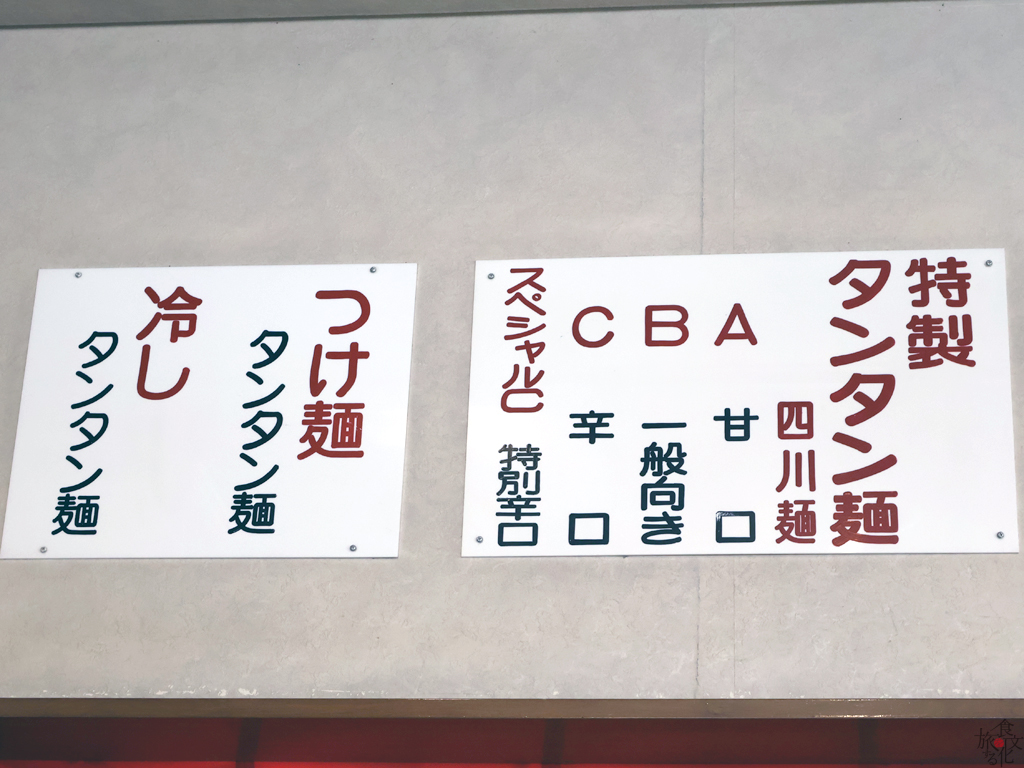 特製
タンタン麺
四川麺
A 甘口
B 一般向き
C 辛口
スペシャルC 特別辛口
つけ麺
タンタン麺
冷し
タンタン麺